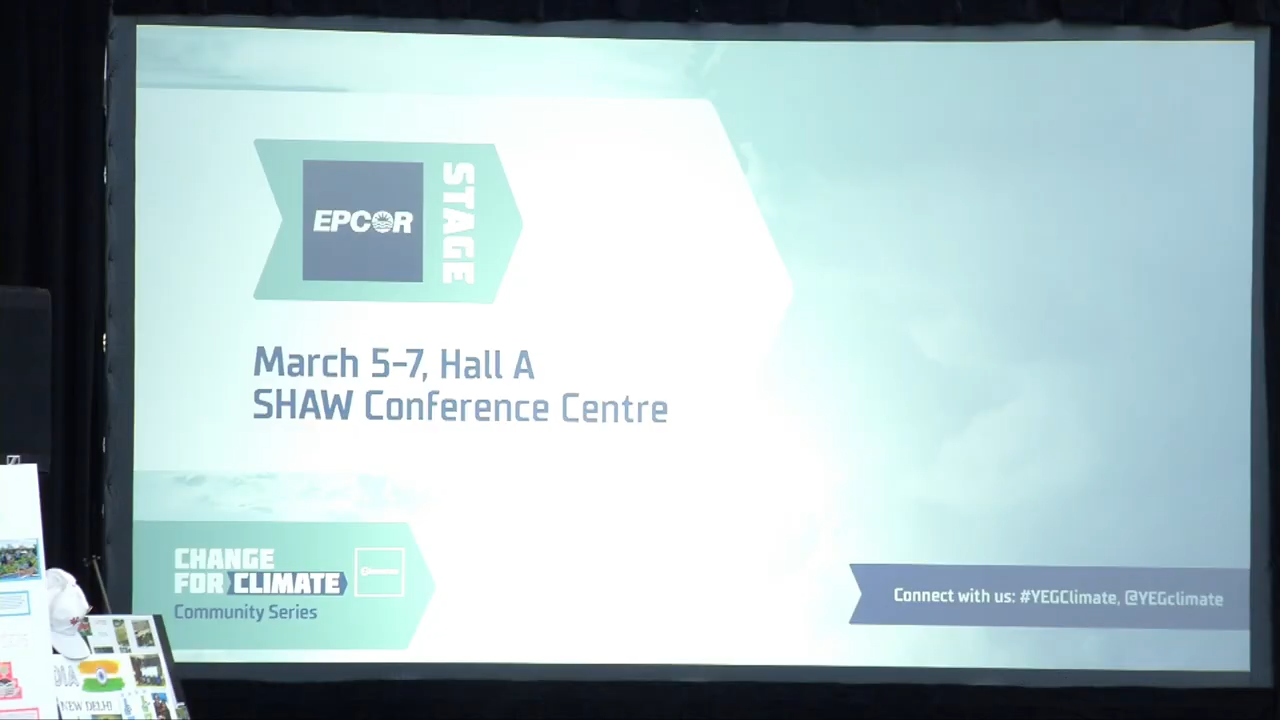 EPCOR
STAGE
March 5-7, Hall A
SHAW Conference Centre
CHANGE
FOR CLIMATE
Community Series
Connect with us: #YEGClimate, @YEGclimate
NEW DELHI